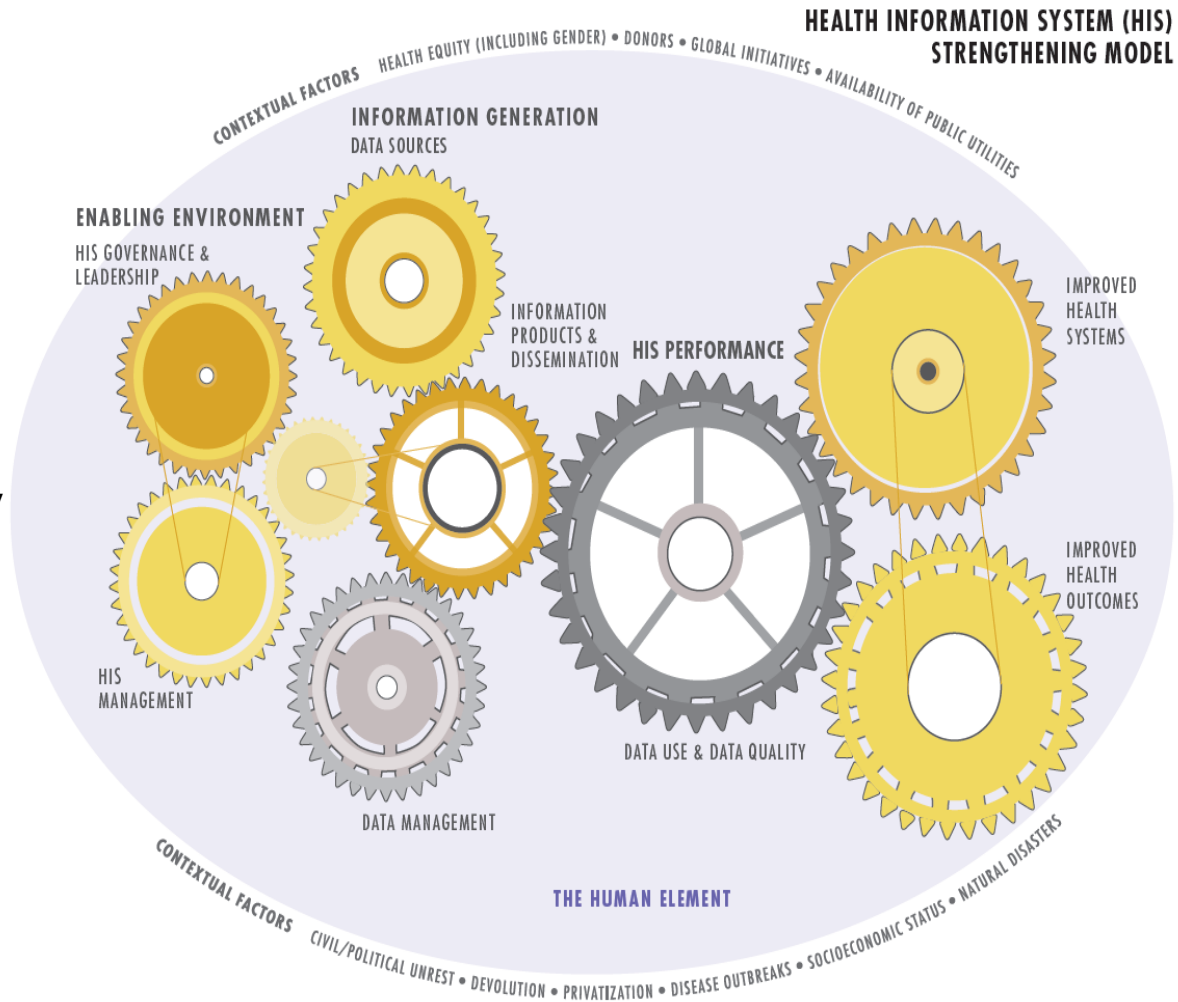 HEALTH INFORMATION SYSTEM (HIS)
STRENGTHENING MODEL
CONTEXTUAL FACTORS HEALTH EQUITY (INCLUDING GENDER) • DONORS • GLOBAL INITIATIVES • AVAILABILITY OF PUBLIC UTILITIES
INFORMATION GENERATION
DATA SOURCES
ENABLING ENVIRONMENT
HIS GOVERNANCE &
LEADERSHIP
INFORMATION
PRODUCTS &
DISSEMINATION
HIS PERFORMANCE
IMPROVED
HEALTH
SYSTEMS
IMPROVED
HEALTH
OUTCOMES
HIS
MANAGEMENT
DATA USE & DATA QUALITY
DATA MANAGEMENT
THE HUMAN ELEMENT
CONTEXTUAL FACTORS CIVIL/POLITICAL UNREST • DEVOLUTION • PRIVATIZATION • DISEASE OUTBREAKS • SOCIOECONOMIC STATUS • NATURAL DISASTERS